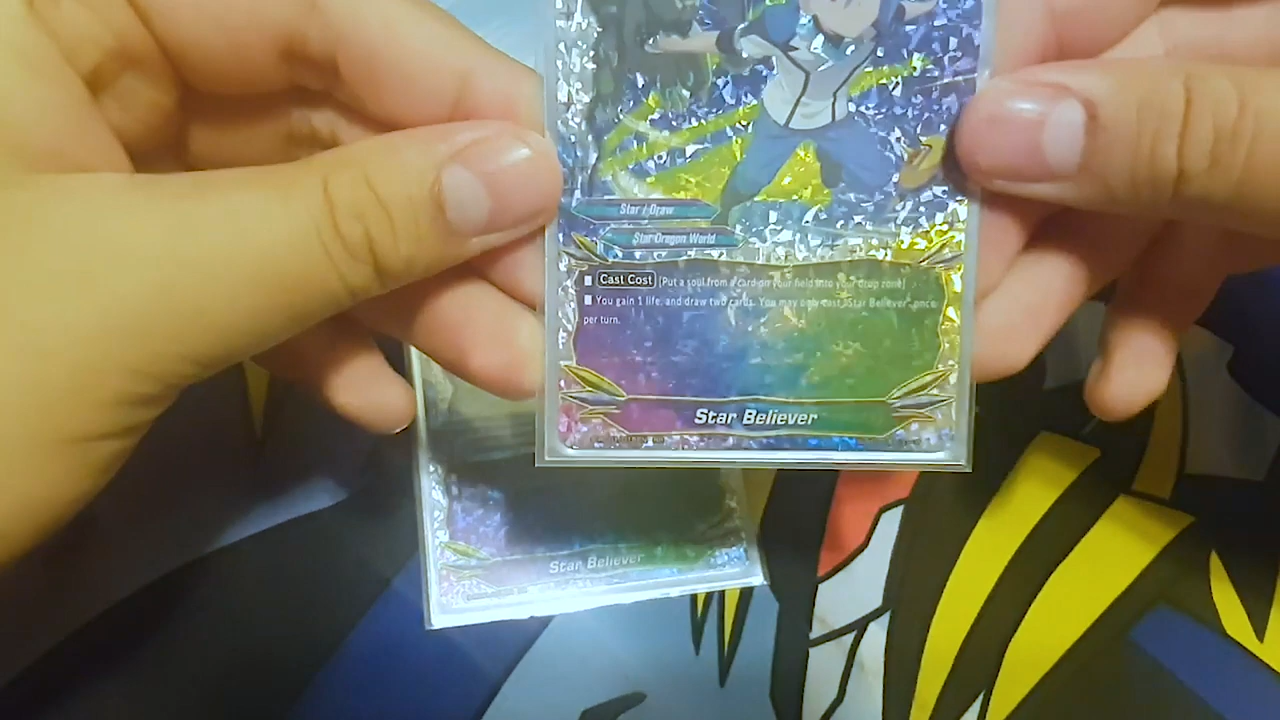 Star / Draw
Star Dragon World
Cast Cost [Put a soul from a card on your field into your drop zone]
You gain 1 life, and draw two cards. You may only cast "Star Believer" once
per turn.
Star Believer
Star Believer